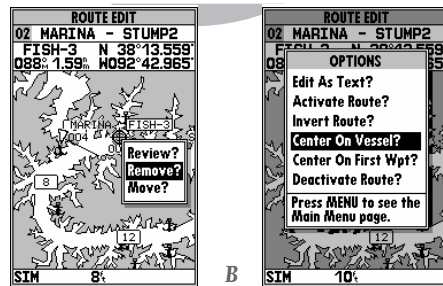 ROUTE EDIT
02 MARINA - STUMP2
FISH-3 N 38°13.559'
088° 1.59 W092°42.965'
MARINA FISH-3
004
Review?
Remove?
Move?
8
12
SIM 8
B
ROUTE EDIT
02 MARINA - STUMP2
OPTIONS
Edit As Text?
Activate Route?
Invert Route?
Center On Vessel?
Center On First Wpt?
Deactivate Route?
Press MENU to see the
Main Menu page.
12
SIM 10